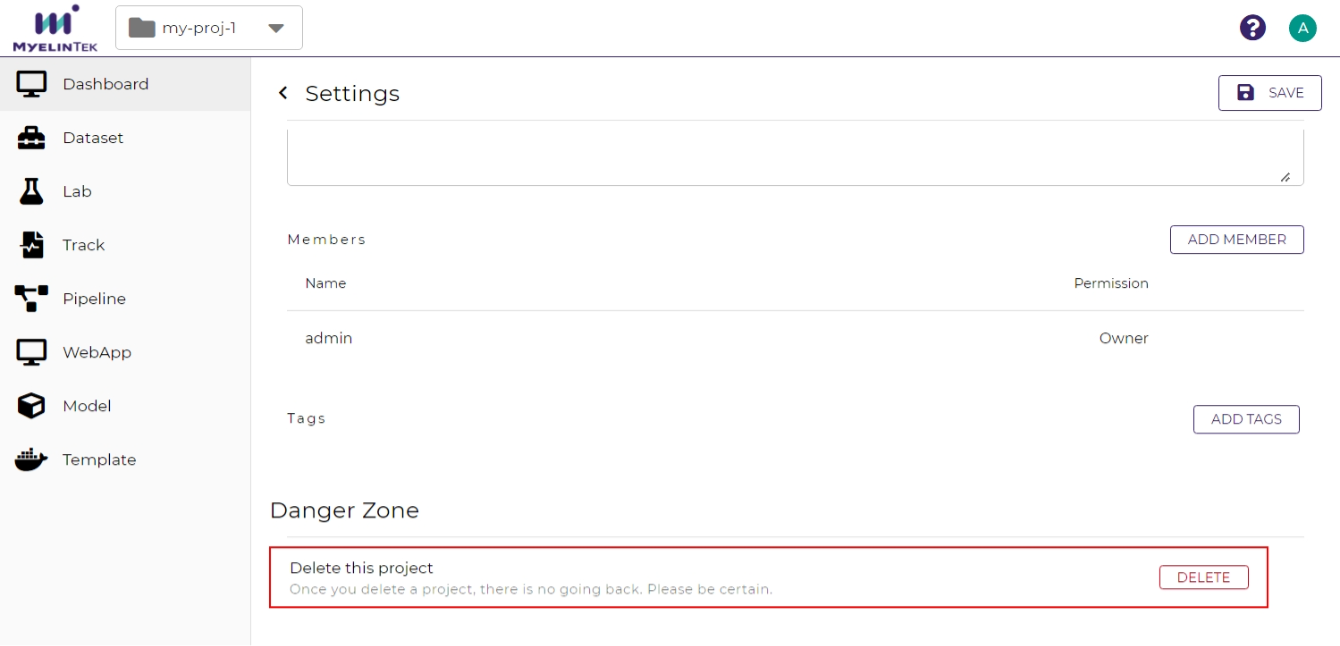 MYELINTEK
my-proj-1
?
A
Dashboard
Dataset
Lab
Track
Pipeline
WebApp
Model
Template
Settings
SAVE
Members
ADD MEMBER
Name
Permission
admin
Owner
Tags
ADD TAGS
Danger Zone
Delete this project
Once you delete a project, there is no going back. Please be certain.
DELETE